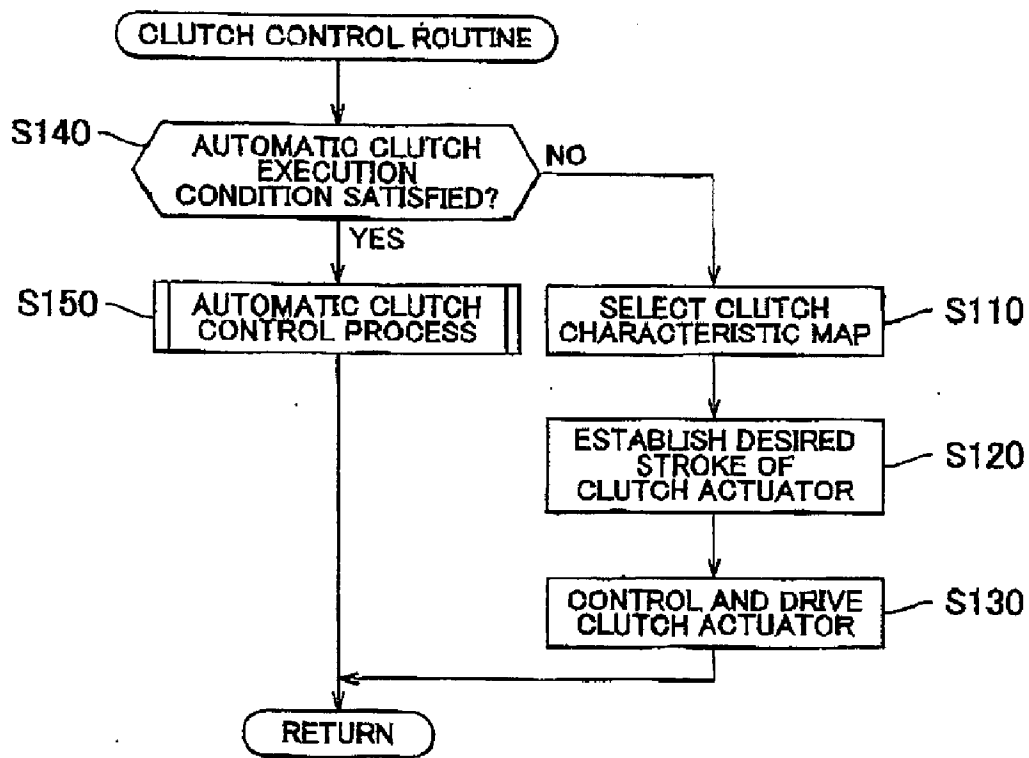 CLUTCH CONTROL ROUTINE
S140
AUTOMATIC CLUTCH
EXECUTION
CONDITION SATISFIED?
NO
YES
S150
AUTOMATIC CLUTCH
CONTROL PROCESS
SELECT CLUTCH
CHARACTERISTIC MAP
S110
ESTABLISH DESIRED
STROKE OF
CLUTCH ACTUATOR
S120
CONTROL AND DRIVE
CLUTCH ACTUATOR
S130
RETURN